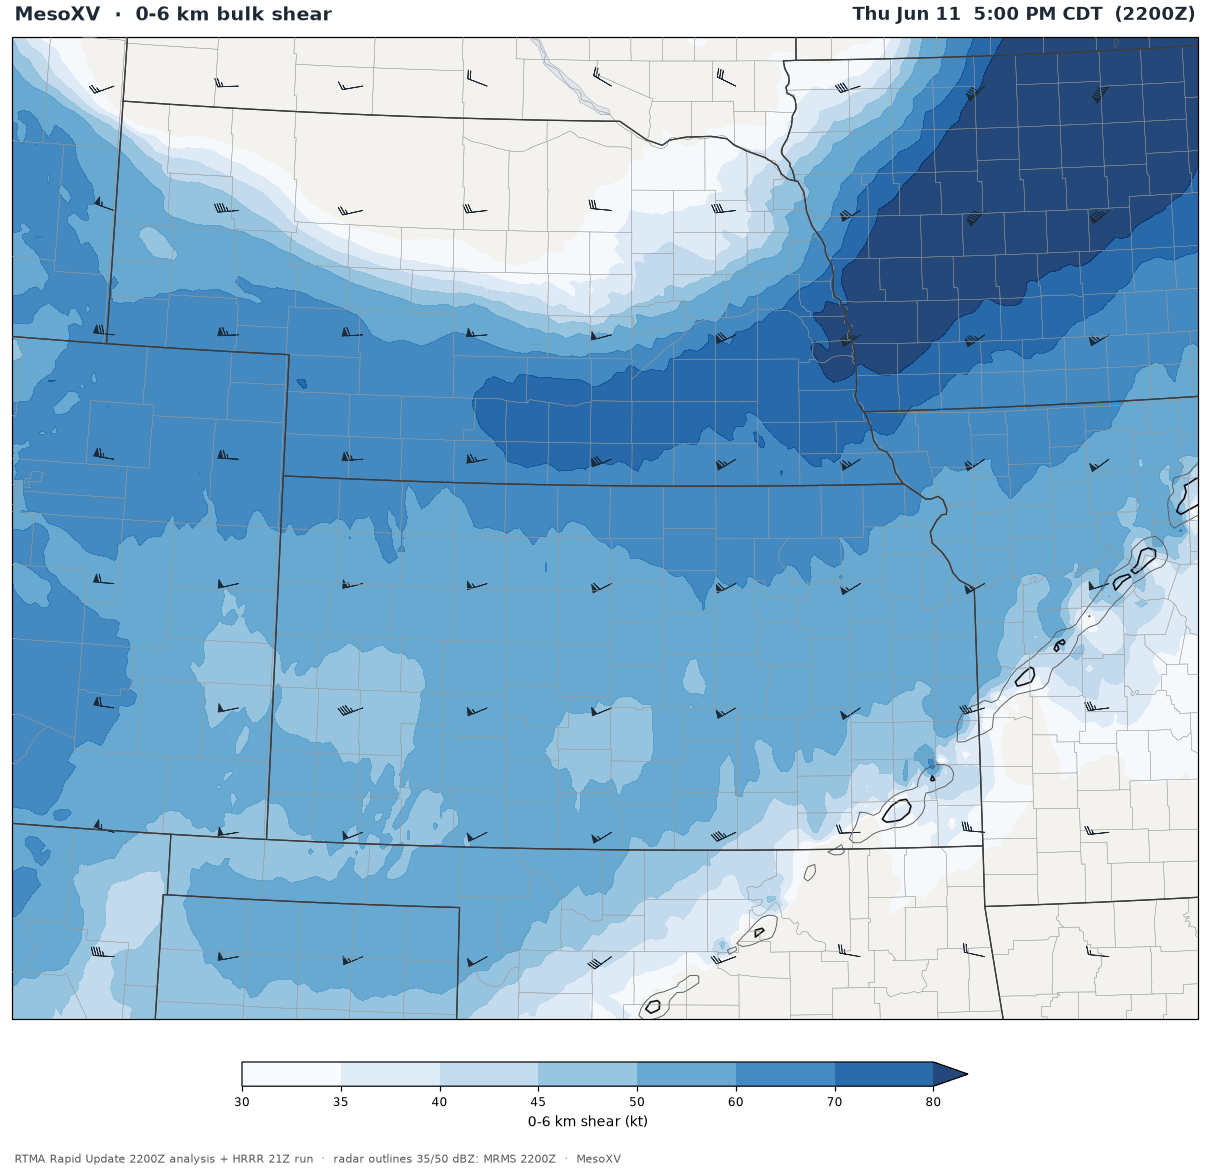 MesoXV · 0-6 km bulk shear
Thu Jun 11 5:00 PM CDT (2200Z)
30 35 40 45 50 60 70 80
0-6 km shear (kt)
RTMA Rapid Update 2200Z analysis + HRRR 21Z run · radar outlines 35/50 dBZ: MRMS 2200Z · MesoXV